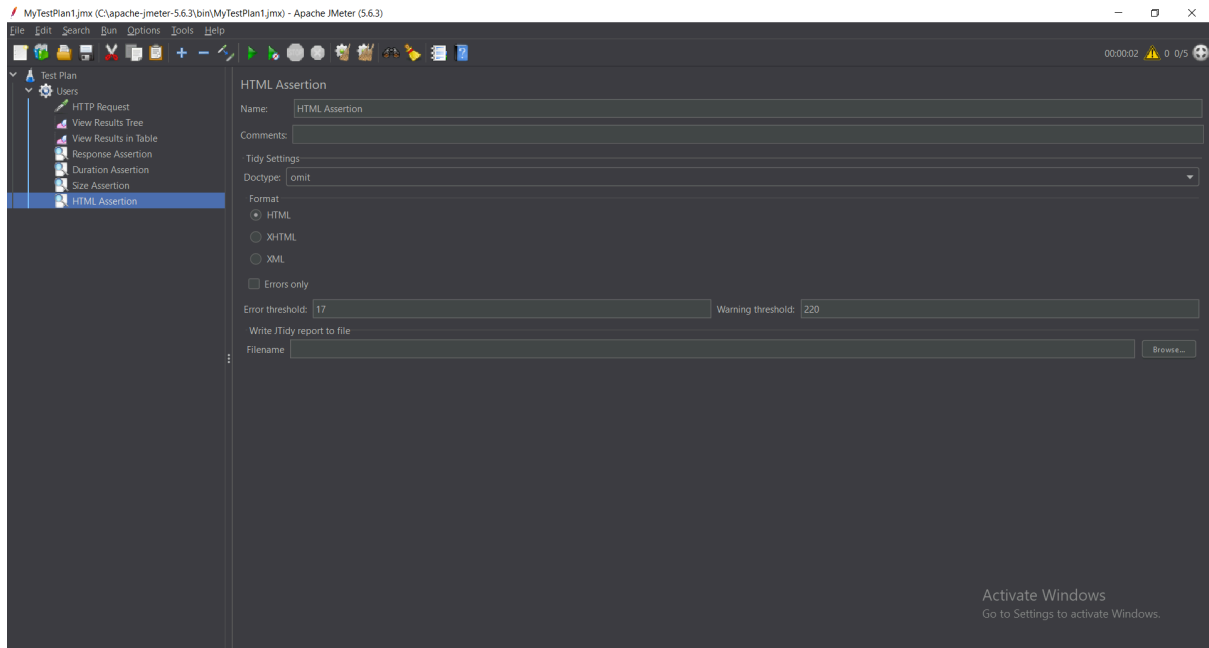 MyTestPlan1.jmx (C:\apache-jmeter-5.6.3\bin\MyTestPlan1.jmx) - Apache JMeter (5.6.3)
File Edit Search Run Options Tools Help
00:00:02 0 0/5
Test Plan
Users
HTTP Request
View Results Tree
View Results in Table
Response Assertion
Duration Assertion
Size Assertion
HTML Assertion
HTML Assertion
Name: HTML Assertion
Comments:
Tidy Settings
Doctype: omit
Format
HTML
XHTML
XML
Errors only
Error threshold: 17 Warning threshold: 220
Write JTidy report to file
Filename Browse...
Activate Windows
Go to Settings to activate Windows.